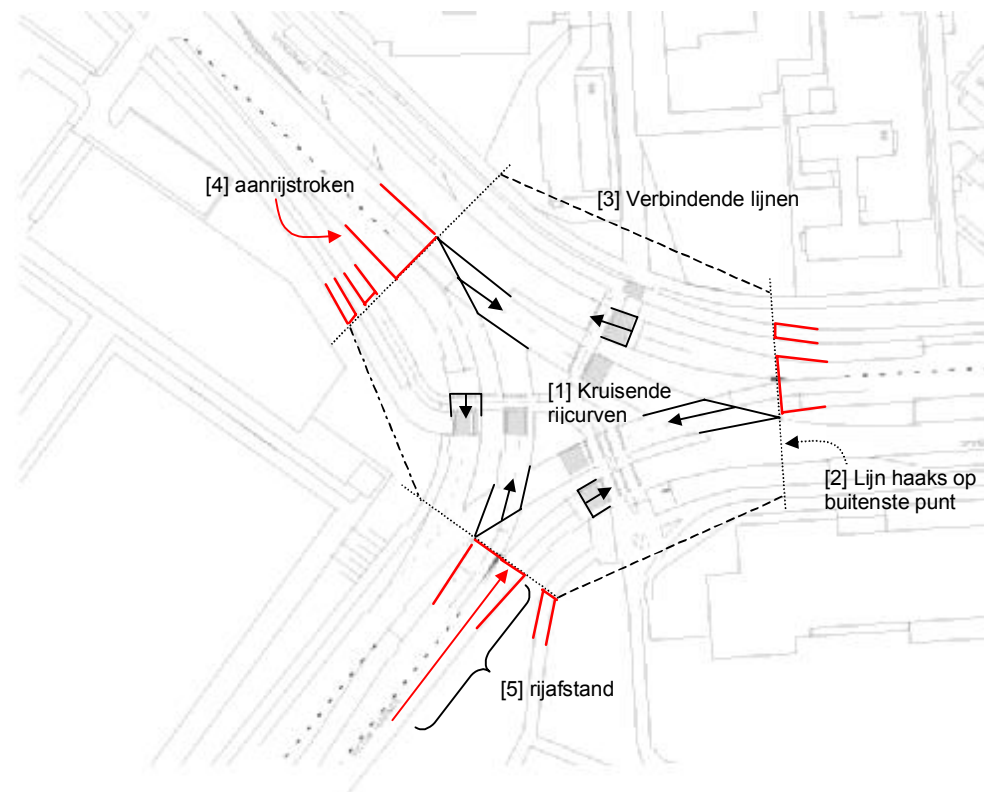 [4] aanrijstroken
[3] Verbindende lijnen
[1] Kruisende
rijcurven
[2] Lijn haaks op
buitenste punt
[5] rijafstand